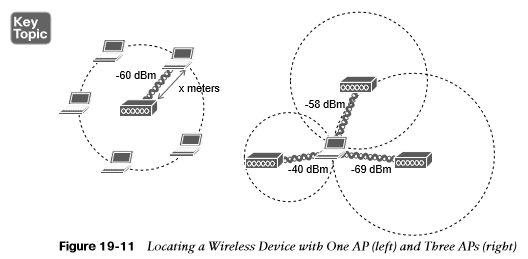 Key
Topic
-60 dBm
x meters
-58 dBm
-40 dBm
-69 dBm
Figure 19-11 Locating a Wireless Device with One AP (left) and Three APs (right)